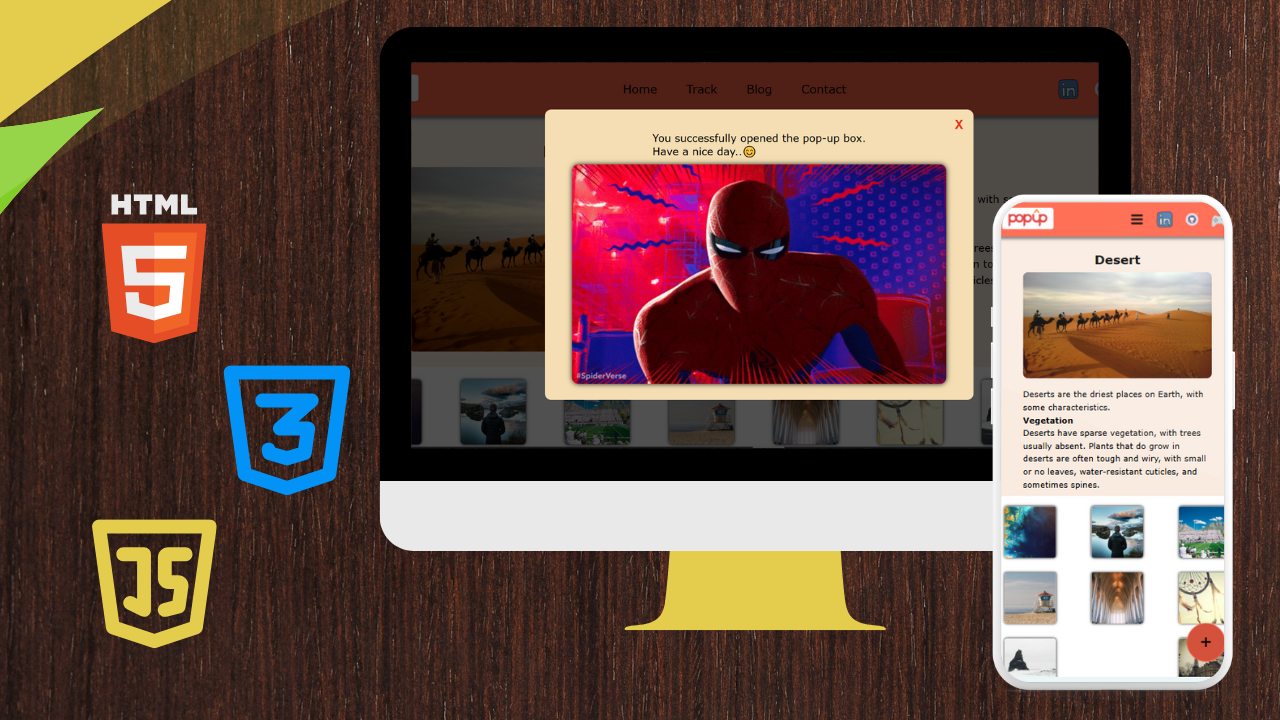 HTML
5
3
JS
Home Track Blog Contact
in
X
You successfully opened the pop-up box.
Have a nice day..😊
#SpiderVerse
with
popUp
in
Desert
Deserts are the driest places on Earth, with
some characteristics.
Vegetation
Deserts have sparse vegetation, with trees
usually absent. Plants that do grow in
deserts are often tough and wiry, with small
or no leaves, water-resistant cuticles, and
sometimes spines.
+